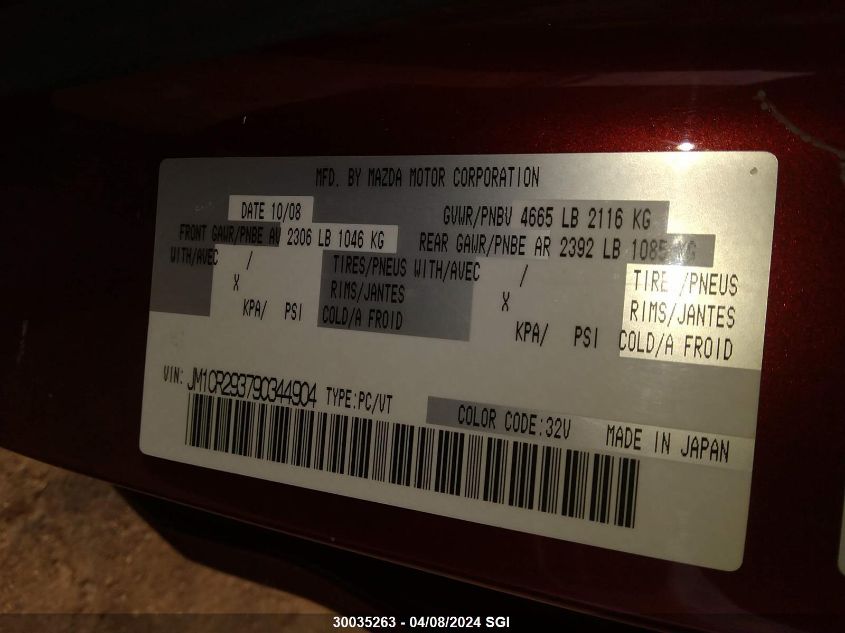 MFD. BY MAZDA MOTOR CORPORATION
DATE 10/08 GVWR/PNBV 4665 LB 2116 KG
FRONT GAWR/PNBE AV 2306 LB 1046 KG REAR GAWR/PNBE AR 2392 LB 1085 KG
WITH/AVEC / TIRES/PNEUS WITH/AVEC / TIRES/PNEUS
X RIMS/JANTES X RIMS/JANTES
KPA/ PSI COLD/A FROID KPA/ PSI COLD/A FROID
VIN: JM1CR293790344904 TYPE:PC/VT COLOR CODE:32V MADE IN JAPAN
30035263 - 04/08/2024 SGI